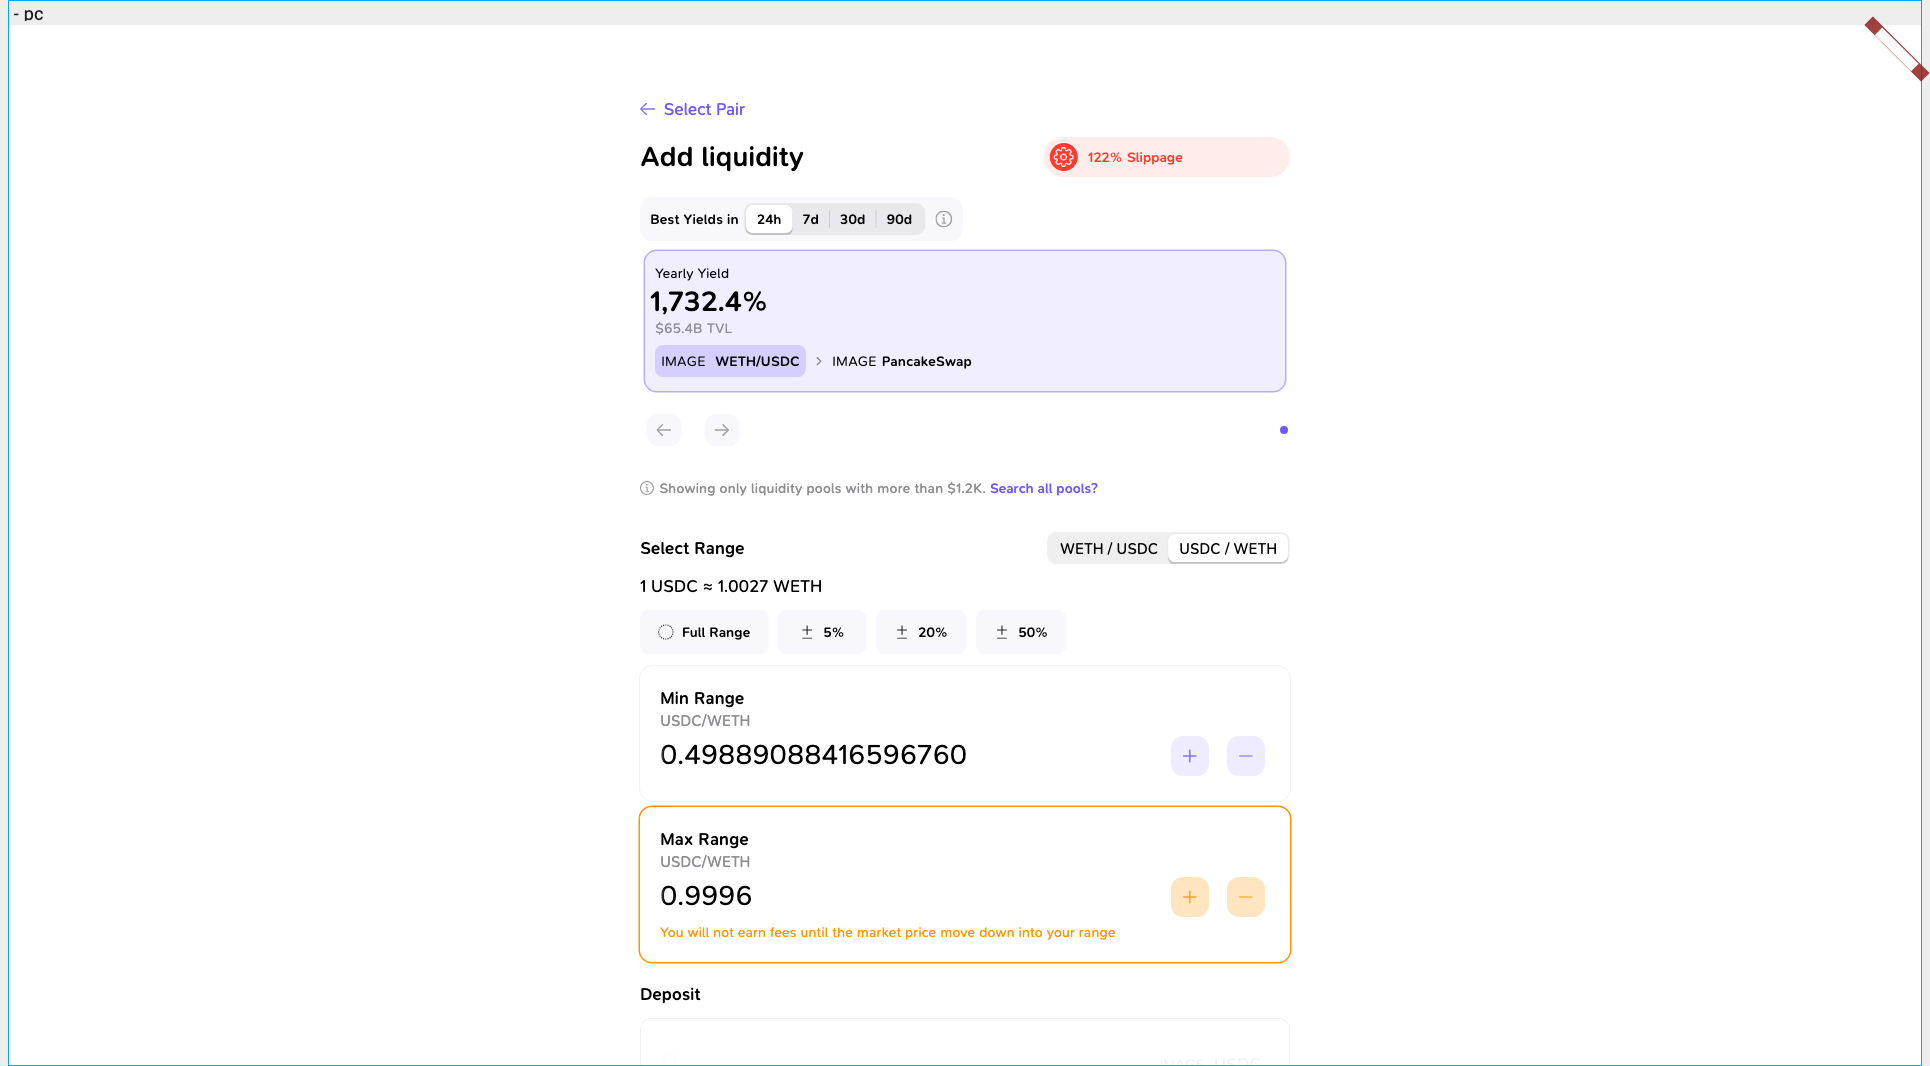 - pc
Select Pair
Add liquidity
122% Slippage
Best Yields in 24h 7d 30d 90d
Yearly Yield
1,732.4%
$65.4B TVL
IMAGE WETH/USDC > IMAGE PancakeSwap
Showing only liquidity pools with more than $1.2K. Search all pools?
Select Range
WETH / USDC USDC / WETH
1 USDC ≈ 1.0027 WETH
Full Range ± 5% ± 20% ± 50%
Min Range
USDC/WETH
0.49889088416596760
+ −
Max Range
USDC/WETH
0.9996
+ −
You will not earn fees until the market price move down into your range
Deposit
IMAGE USDC